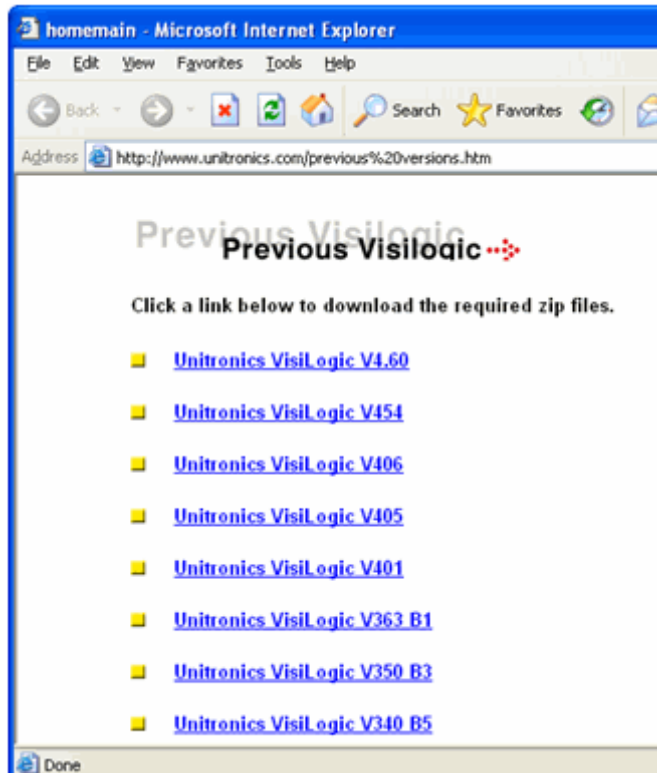 homemain - Microsoft Internet Explorer
File Edit View Favorites Tools Help
Back Search Favorites
Address http://www.unitronics.com/previous%20versions.htm
Previous Visilogic
Previous Visilogic
Click a link below to download the required zip files.
Unitronics VisiLogic V4.60
Unitronics VisiLogic V454
Unitronics VisiLogic V406
Unitronics VisiLogic V405
Unitronics VisiLogic V401
Unitronics VisiLogic V363 B1
Unitronics VisiLogic V350 B3
Unitronics VisiLogic V340 B5
Done